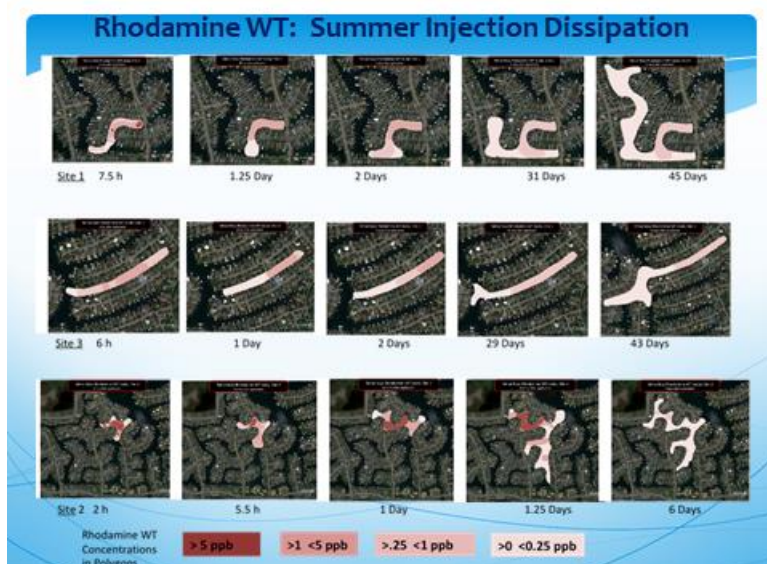 Rhodamine WT: Summer Injection Dissipation
Site 1 7.5 h 1.25 Day 2 Days 31 Days 45 Days
Site 3 6 h 1 Day 2 Days 29 Days 43 Days
Site 2 2 h 5.5 h 1 Day 1.25 Days 6 Days
Rhodamine WT
Concentrations
in Polygons
> 5 ppb >1 <5 ppb >.25 <1 ppb >0 <0.25 ppb